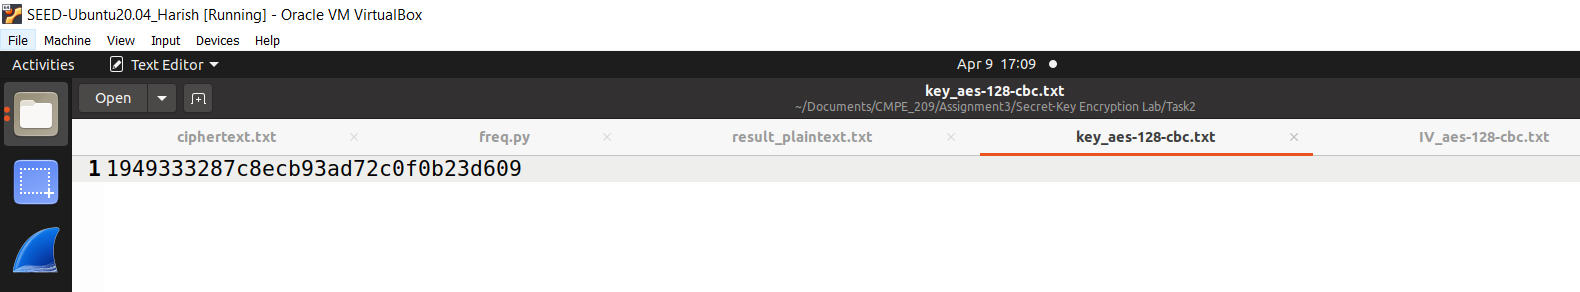 SEED-Ubuntu20.04_Harish [Running] - Oracle VM VirtualBox
File Machine View Input Devices Help
Activities Text Editor Apr 9 17:09
Open key_aes-128-cbc.txt
~/Documents/CMPE_209/Assignment3/Secret-Key Encryption Lab/Task2
ciphertext.txt × freq.py × result_plaintext.txt × key_aes-128-cbc.txt × IV_aes-128-cbc.txt
1 1949333287c8ecb93ad72c0f0b23d609